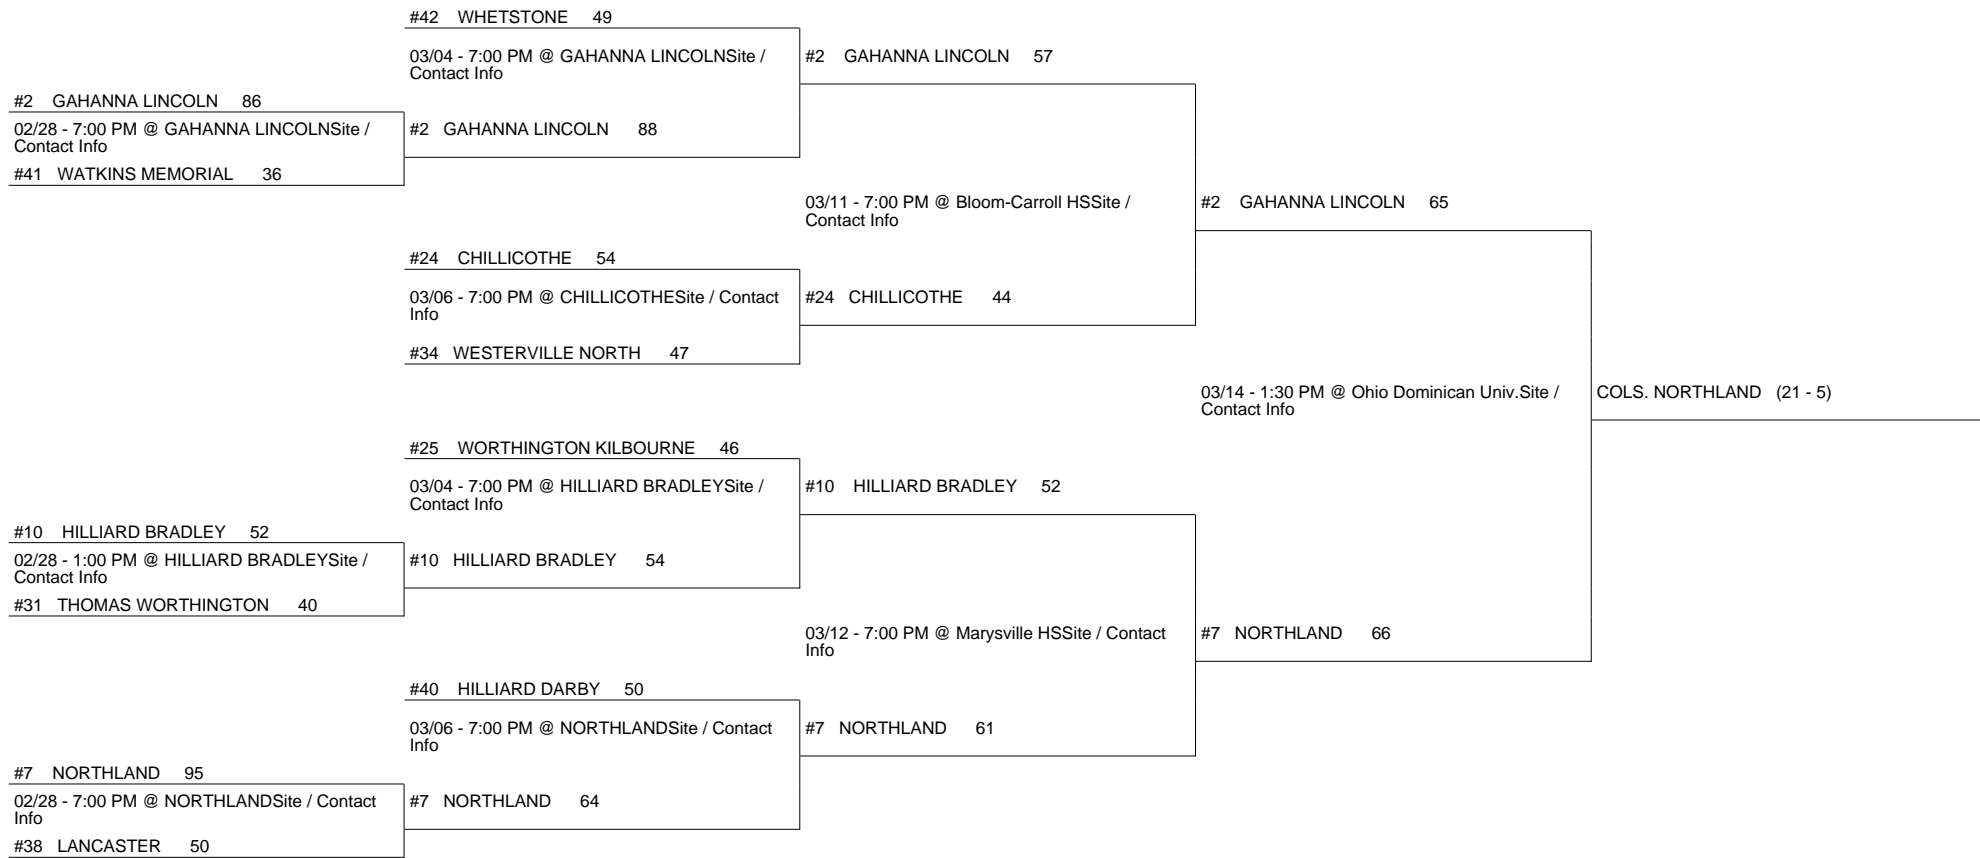 #42 WHETSTONE 49
03/04 - 7:00 PM @ GAHANNA LINCOLNSite /
Contact Info
#2 GAHANNA LINCOLN 57
#2 GAHANNA LINCOLN 86
02/28 - 7:00 PM @ GAHANNA LINCOLNSite /
Contact Info
#2 GAHANNA LINCOLN 88
#41 WATKINS MEMORIAL 36
03/11 - 7:00 PM @ Bloom-Carroll HSSite /
Contact Info
#2 GAHANNA LINCOLN 65
#24 CHILLICOTHE 54
03/06 - 7:00 PM @ CHILLICOTHESite / Contact
Info
#24 CHILLICOTHE 44
#34 WESTERVILLE NORTH 47
03/14 - 1:30 PM @ Ohio Dominican Univ.Site /
Contact Info
COLS. NORTHLAND (21 - 5)
#25 WORTHINGTON KILBOURNE 46
03/04 - 7:00 PM @ HILLIARD BRADLEYSite /
Contact Info
#10 HILLIARD BRADLEY 52
#10 HILLIARD BRADLEY 52
02/28 - 1:00 PM @ HILLIARD BRADLEYSite /
Contact Info
#10 HILLIARD BRADLEY 54
#31 THOMAS WORTHINGTON 40
03/12 - 7:00 PM @ Marysville HSSite / Contact
Info
#7 NORTHLAND 66
#40 HILLIARD DARBY 50
03/06 - 7:00 PM @ NORTHLANDSite / Contact
Info
#7 NORTHLAND 61
#7 NORTHLAND 95
02/28 - 7:00 PM @ NORTHLANDSite / Contact
Info
#7 NORTHLAND 64
#38 LANCASTER 50